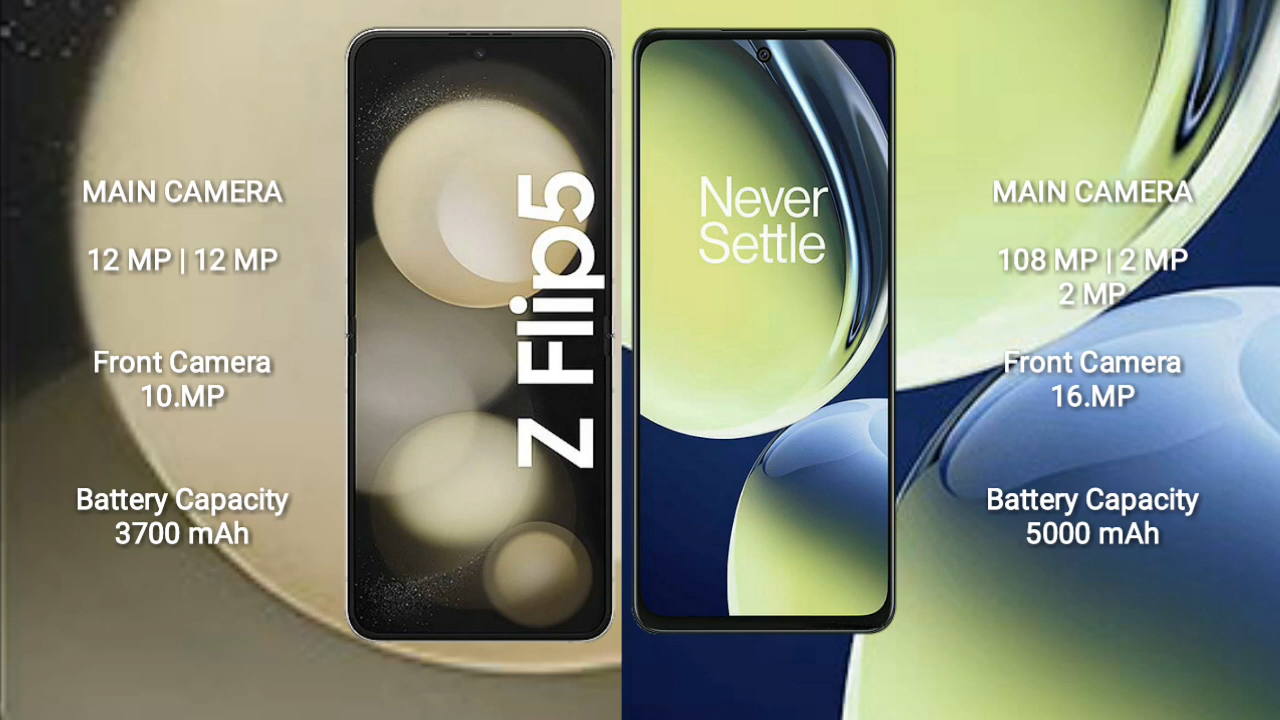 MAIN CAMERA
12 MP | 12 MP
Front Camera
10.MP
Battery Capacity
3700 mAh
Z Flip5
Never
Settle
MAIN CAMERA
108 MP | 2 MP
2 MP
Front Camera
16.MP
Battery Capacity
5000 mAh